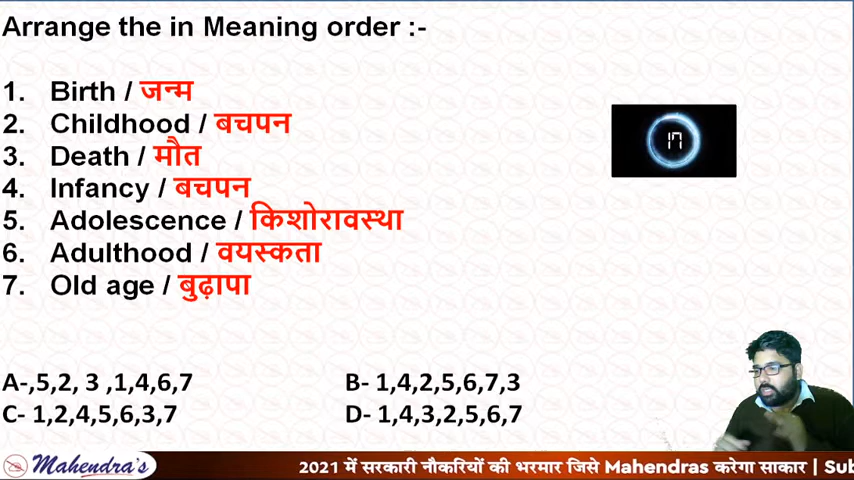 Arrange the in Meaning order :-
1. Birth / जन्म
2. Childhood / बचपन
3. Death / मौत
4. Infancy / बचपन
5. Adolescence / किशोरावस्था
6. Adulthood / वयस्कता
7. Old age / बुढ़ापा
17
A-,5,2, 3 ,1,4,6,7
B- 1,4,2,5,6,7,3
C- 1,2,4,5,6,3,7
D- 1,4,3,2,5,6,7
Mahendra's
2021 में सरकारी नौकरियों की भरमार जिसे Mahendras करेगा साकार | Sub